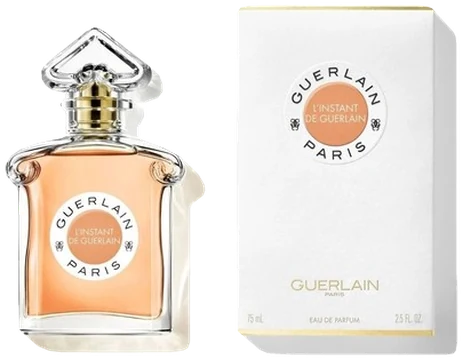 GUERLAIN
L'INSTANT
DE GUERLAIN
PARIS
GUERLAIN
L'INSTANT
DE GUERLAIN
PARIS
GUERLAIN
PARIS
75 mL
EAU DE PARFUM
2.5 FL. OZ.